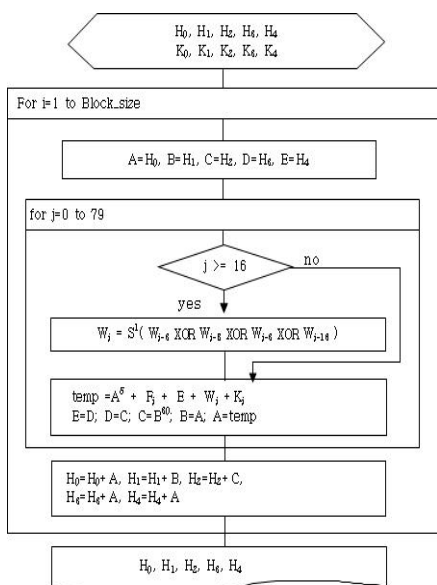 H₀, H₁, H₂, H₆, H₄
K₀, K₁, K₂, K₆, K₄
For i=1 to Block_size
A=H₀, B=H₁, C=H₂, D=H₆, E=H₄
for j=0 to 79
j >= 16
no
yes
Wⱼ = S¹( Wⱼ₋₆ XOR Wⱼ₋₈ XOR Wⱼ₋₆ XOR Wⱼ₋₁₆ )
temp =A⁵ + Fⱼ + E + Wⱼ + Kⱼ
E=D; D=C; C=B⁶⁰; B=A; A=temp
H₀=H₀+ A, H₁=H₁+ B, H₂=H₂+ C,
H₆=H₆+ A, H₄=H₄+ A
H₀, H₁, H₂, H₆, H₄